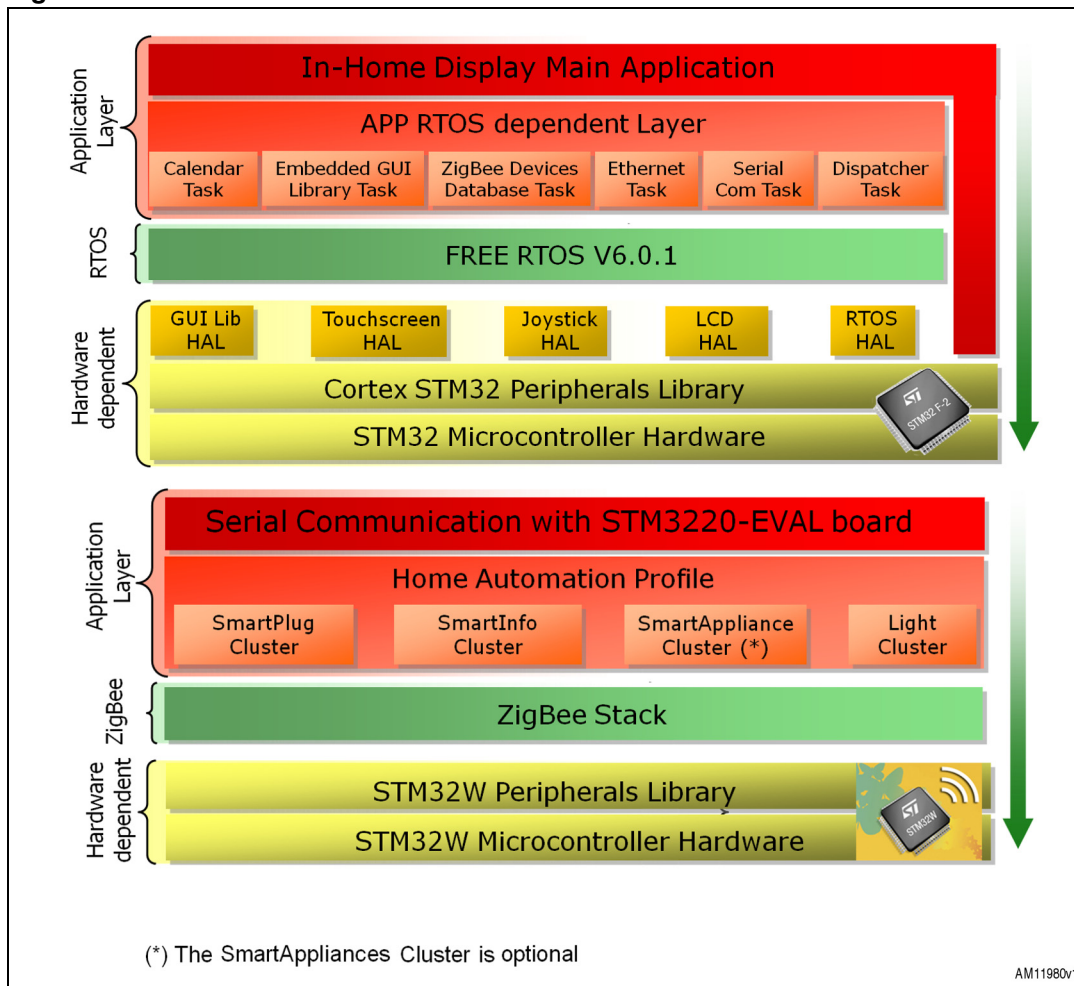 In-Home Display Main Application
Application
Layer
APP RTOS dependent Layer
Calendar
Task
Embedded GUI
Library Task
ZigBee Devices
Database Task
Ethernet
Task
Serial
Com Task
Dispatcher
Task
RTOS
FREE RTOS V6.0.1
Hardware
dependent
GUI Lib
HAL
Touchscreen
HAL
Joystick
HAL
LCD
HAL
RTOS
HAL
Cortex STM32 Peripherals Library
STM32 Microcontroller Hardware
ST
STM32 F-2
Application
Layer
Serial Communication with STM3220-EVAL board
Home Automation Profile
SmartPlug
Cluster
SmartInfo
Cluster
SmartAppliance
Cluster (*)
Light
Cluster
ZigBee
ZigBee Stack
Hardware
dependent
STM32W Peripherals Library
STM32W Microcontroller Hardware
ST
STM32W
(*) The SmartAppliances Cluster is optional
AM11980v1